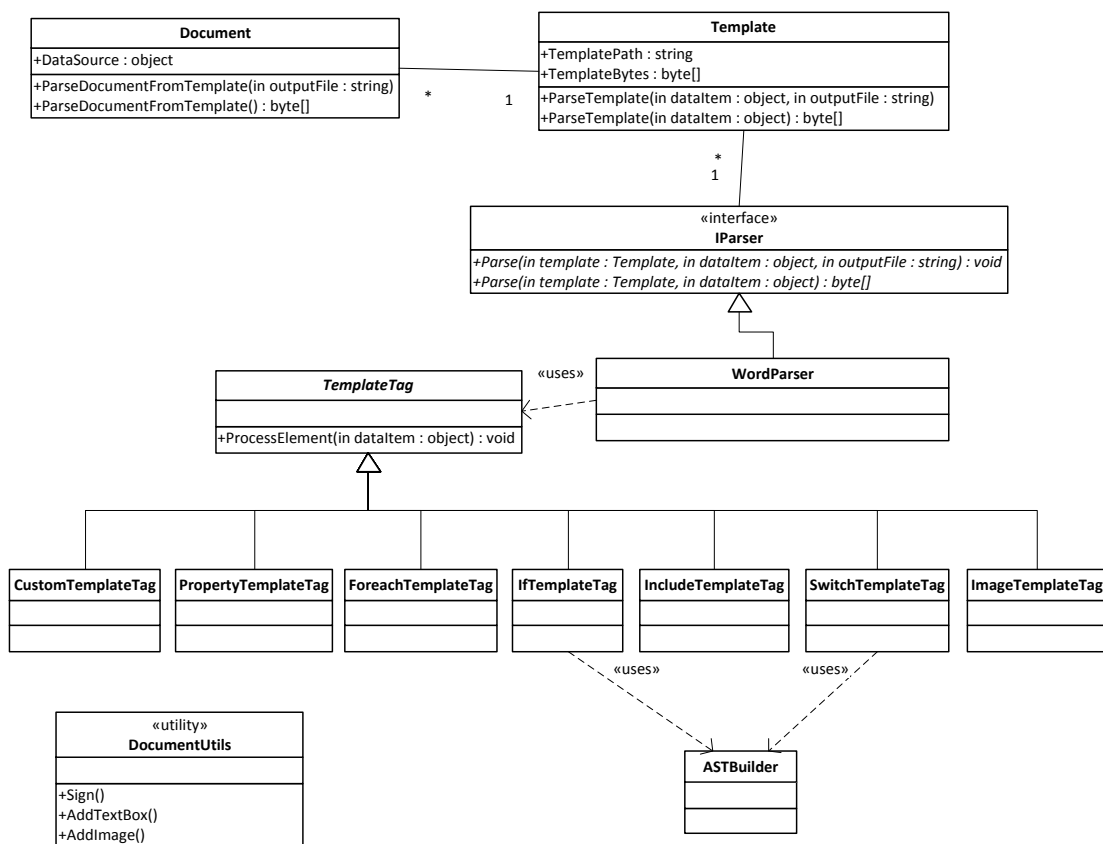 Document
+DataSource : object
+ParseDocumentFromTemplate(in outputFile : string)
+ParseDocumentFromTemplate() : byte[]
*
1
Template
+TemplatePath : string
+TemplateBytes : byte[]
+ParseTemplate(in dataItem : object, in outputFile : string)
+ParseTemplate(in dataItem : object) : byte[]
*
1
«interface»
IParser
+Parse(in template : Template, in dataItem : object, in outputFile : string) : void
+Parse(in template : Template, in dataItem : object) : byte[]
TemplateTag
+ProcessElement(in dataItem : object) : void
«uses»
WordParser
CustomTemplateTag
PropertyTemplateTag
ForeachTemplateTag
IfTemplateTag
IncludeTemplateTag
SwitchTemplateTag
ImageTemplateTag
«uses»
«uses»
«utility»
DocumentUtils
+Sign()
+AddTextBox()
+AddImage()
ASTBuilder